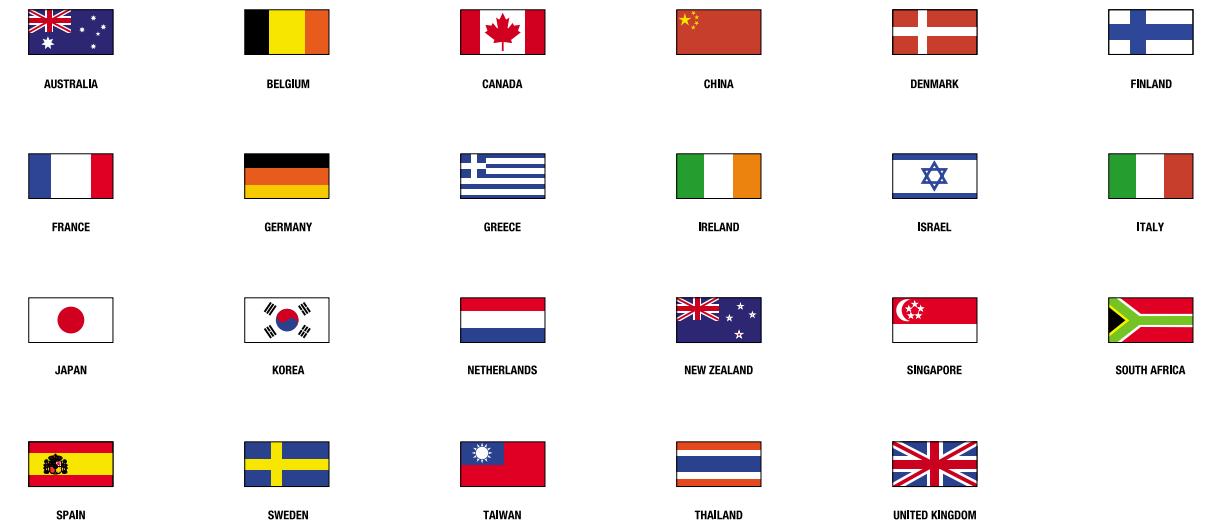 AUSTRALIA
BELGIUM
CANADA
CHINA
DENMARK
FINLAND
FRANCE
GERMANY
GREECE
IRELAND
ISRAEL
ITALY
JAPAN
KOREA
NETHERLANDS
NEW ZEALAND
SINGAPORE
SOUTH AFRICA
SPAIN
SWEDEN
TAIWAN
THAILAND
UNITED KINGDOM